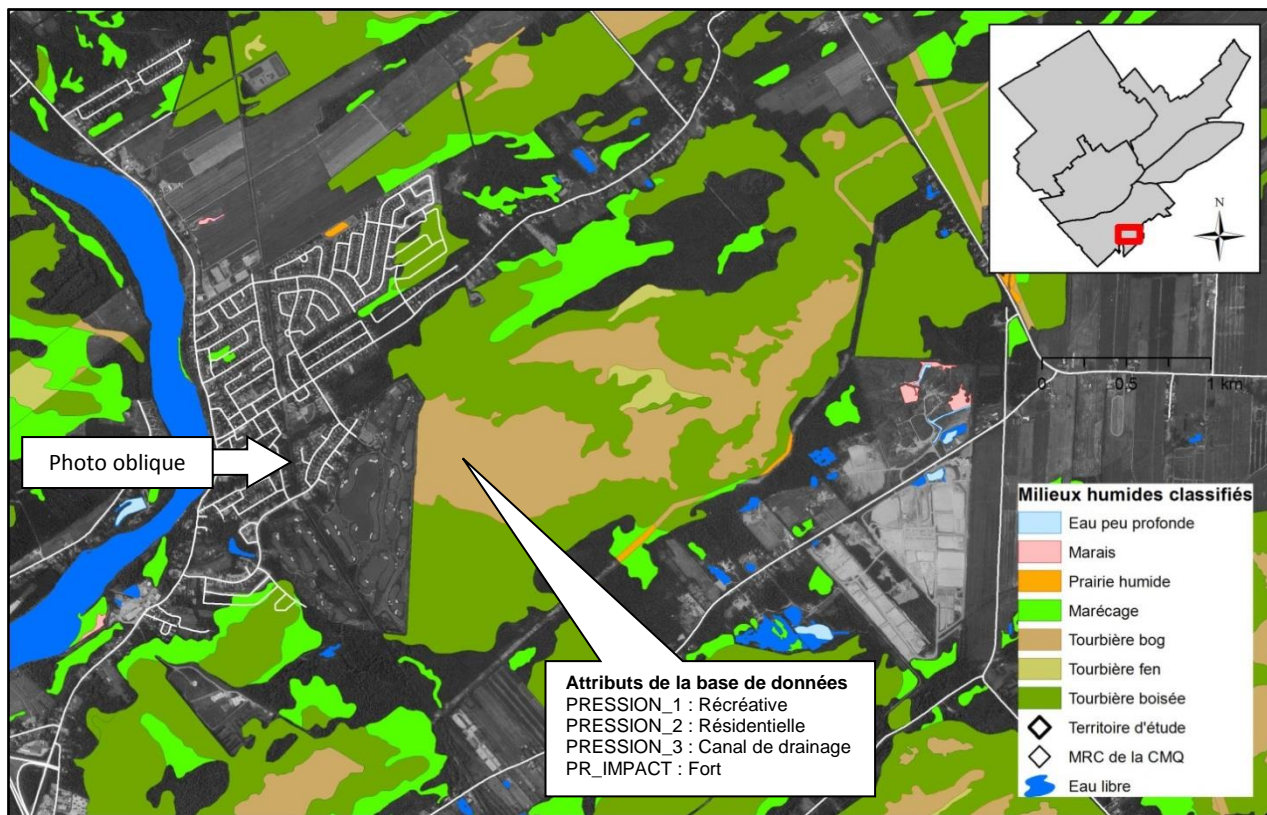 N
0 0.5 1 km
Photo oblique
Attributs de la base de données
PRESSION_1 : Récréative
PRESSION_2 : Résidentielle
PRESSION_3 : Canal de drainage
PR_IMPACT : Fort
Milieux humides classifiés
Eau peu profonde
Marais
Prairie humide
Marécage
Tourbière bog
Tourbière fen
Tourbière boisée
Territoire d'étude
MRC de la CMQ
Eau libre